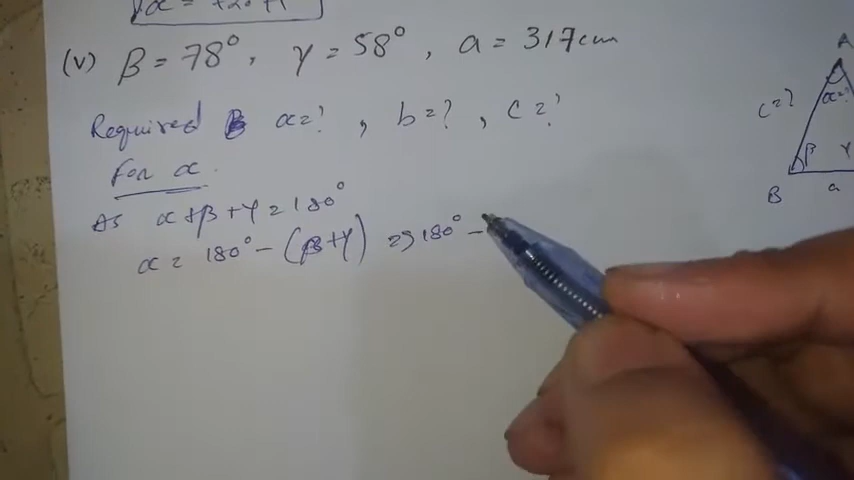 (v) β = 78°, γ = 58°, a = 317cm
Required α=?, b=?, c=?
For α.
As α+β+γ=180°
α = 180° - (β+γ) => 180° -
A
c=?
α=?
β γ
B
a